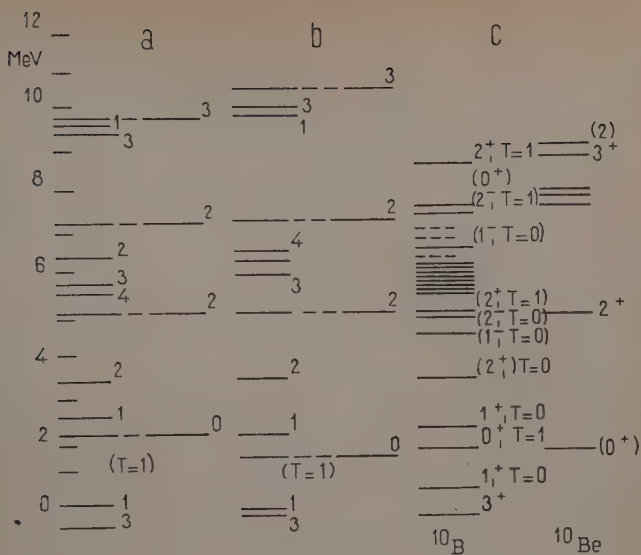 12
a
b
c
MeV
10
3
1
3
3
3
1
2⁺, T=1
(0⁺)
(2⁻, T=1)
(2)
3⁺
8
2
2
(1⁻, T=0)
6
2
3
4
4
3
2
2
(2⁺, T=1)
(2⁻, T=0)
(1⁻, T=0)
2⁺
4
2
2
(2⁺) T=0
2
1
0
(T=1)
1
0
(T=1)
1⁺, T=0
0⁺, T=1
(0⁺)
0
1
3
1
3
1⁺, T=0
3⁺
¹⁰B
¹⁰Be